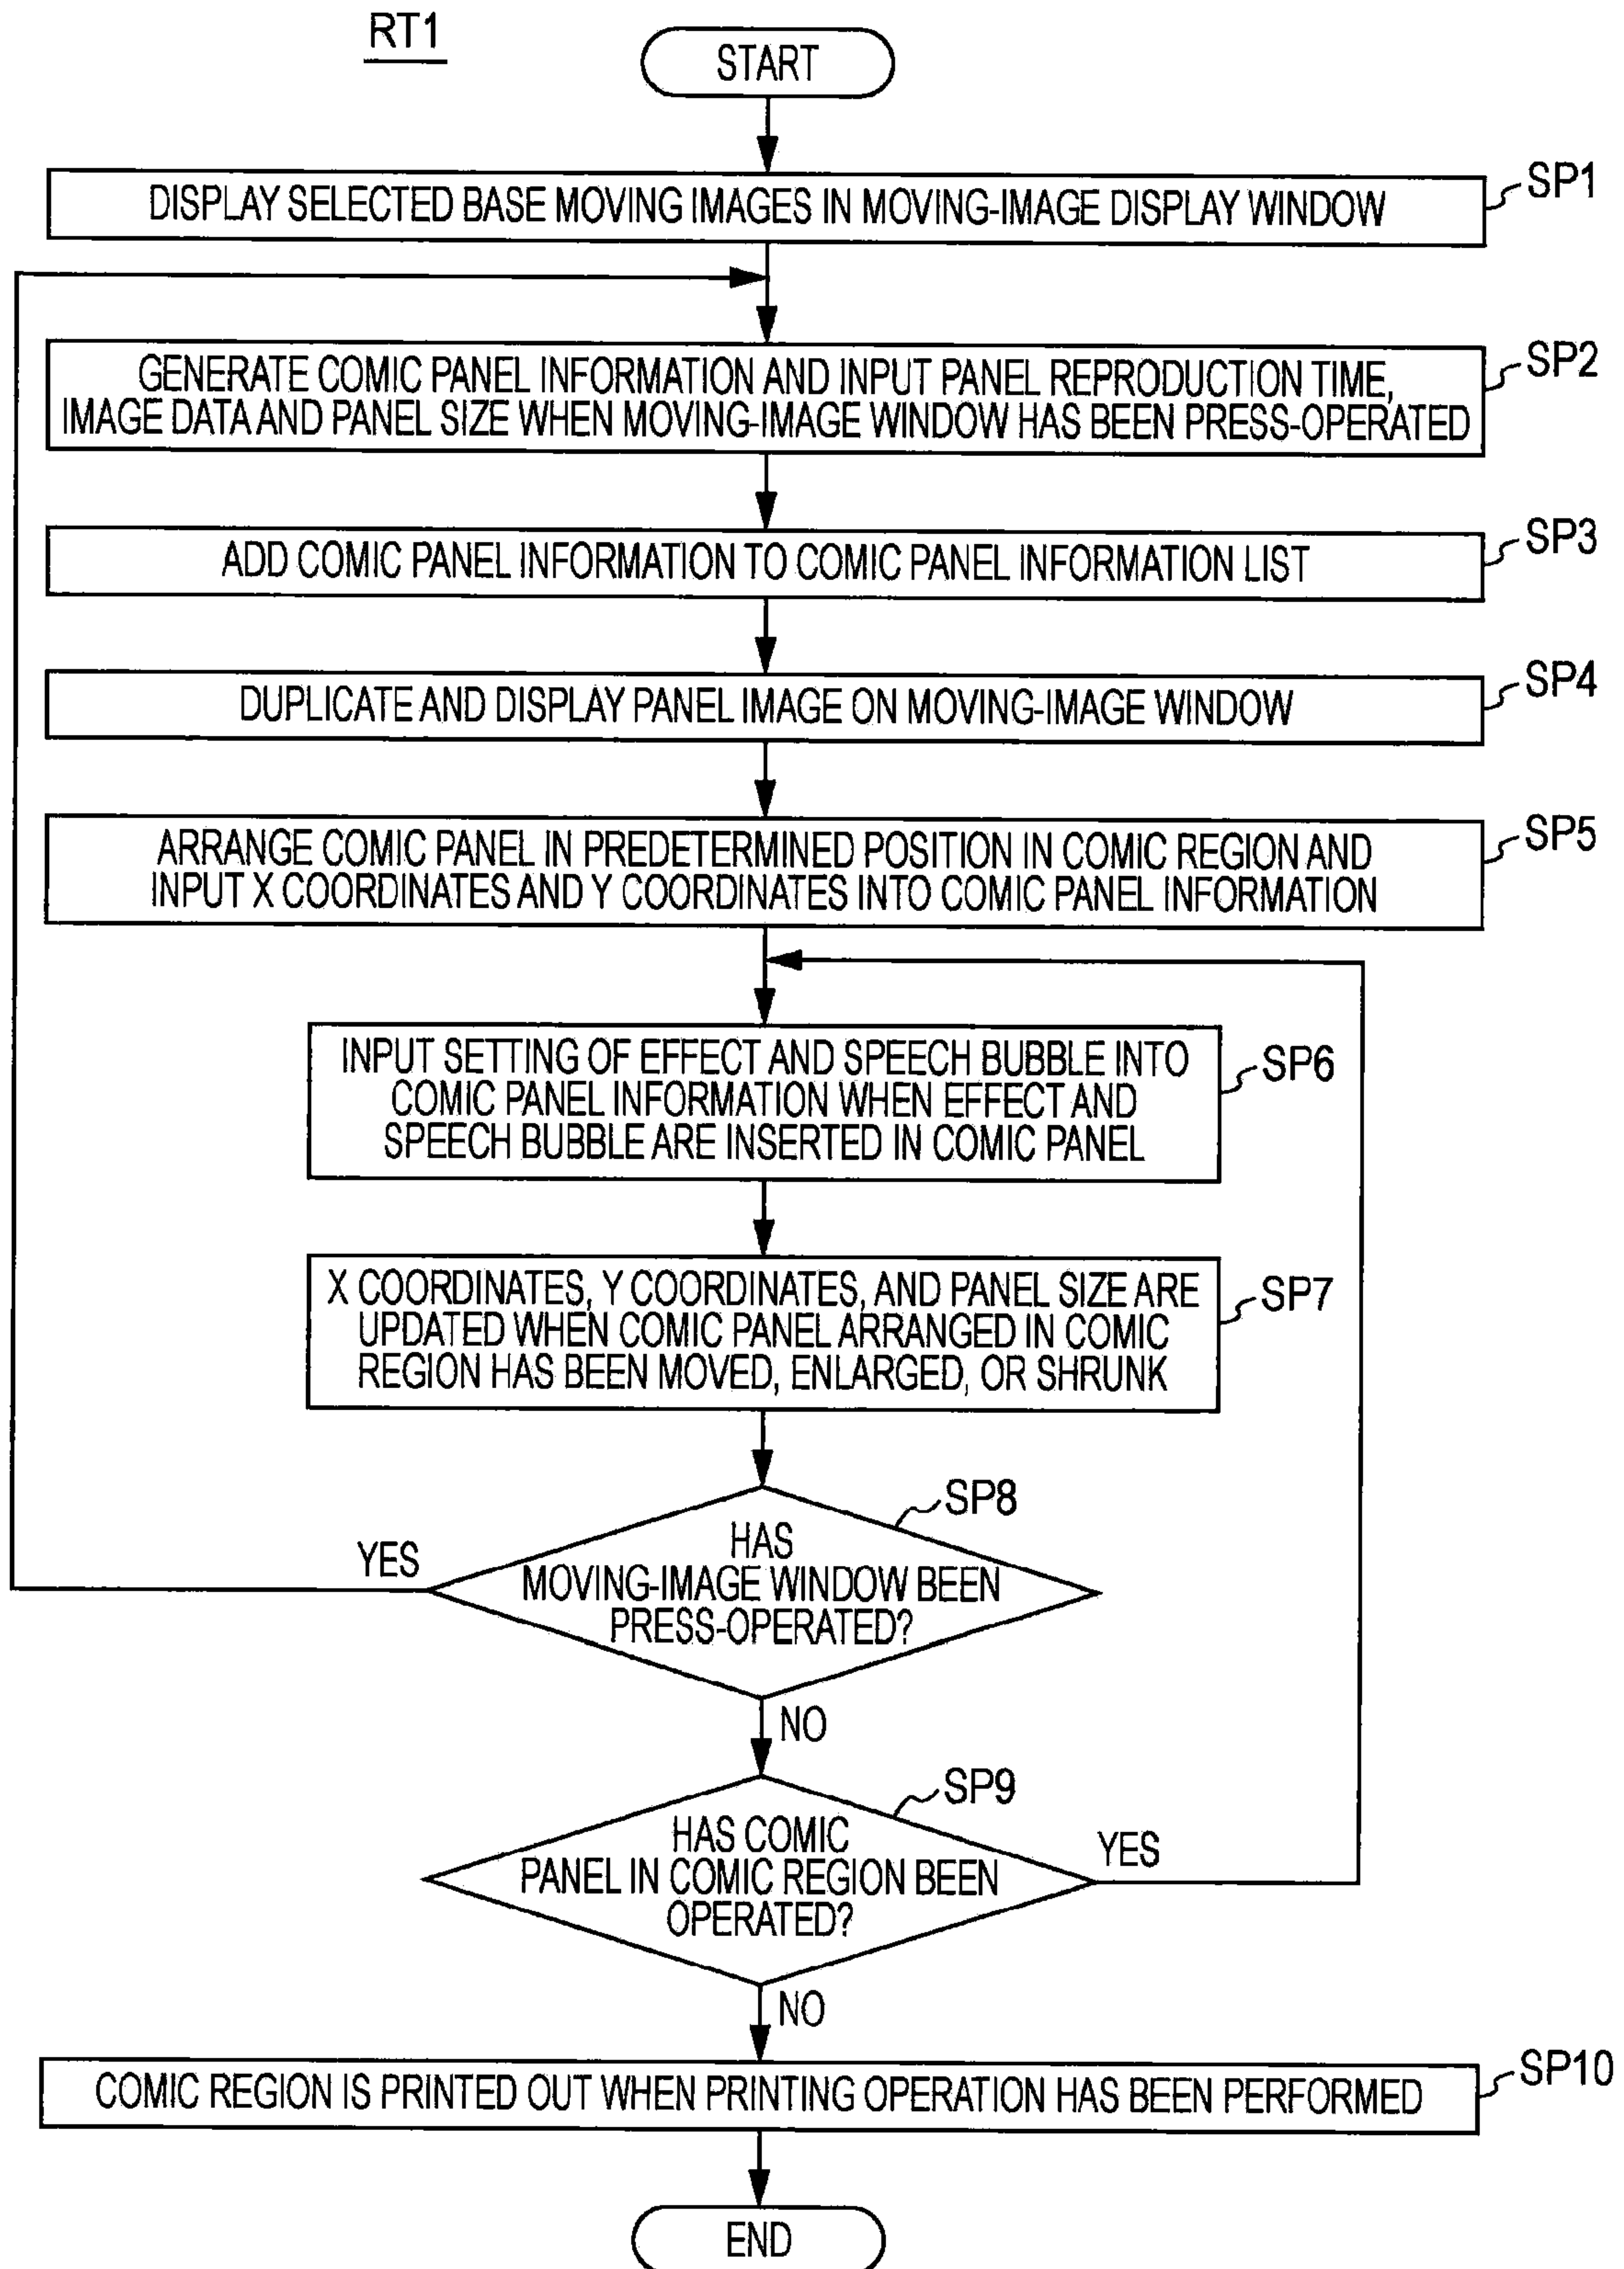 RT1
START
DISPLAY SELECTED BASE MOVING IMAGES IN MOVING-IMAGE DISPLAY WINDOW
SP1
GENERATE COMIC PANEL INFORMATION AND INPUT PANEL REPRODUCTION TIME,
IMAGE DATA AND PANEL SIZE WHEN MOVING-IMAGE WINDOW HAS BEEN PRESS-OPERATED
SP2
ADD COMIC PANEL INFORMATION TO COMIC PANEL INFORMATION LIST
SP3
DUPLICATE AND DISPLAY PANEL IMAGE ON MOVING-IMAGE WINDOW
SP4
ARRANGE COMIC PANEL IN PREDETERMINED POSITION IN COMIC REGION AND
INPUT X COORDINATES AND Y COORDINATES INTO COMIC PANEL INFORMATION
SP5
INPUT SETTING OF EFFECT AND SPEECH BUBBLE INTO
COMIC PANEL INFORMATION WHEN EFFECT AND
SPEECH BUBBLE ARE INSERTED IN COMIC PANEL
SP6
X COORDINATES, Y COORDINATES, AND PANEL SIZE ARE
UPDATED WHEN COMIC PANEL ARRANGED IN COMIC
REGION HAS BEEN MOVED, ENLARGED, OR SHRUNK
SP7
SP8
YES
HAS
MOVING-IMAGE WINDOW BEEN
PRESS-OPERATED?
NO
SP9
HAS COMIC
PANEL IN COMIC REGION BEEN
OPERATED?
YES
NO
COMIC REGION IS PRINTED OUT WHEN PRINTING OPERATION HAS BEEN PERFORMED
SP10
END